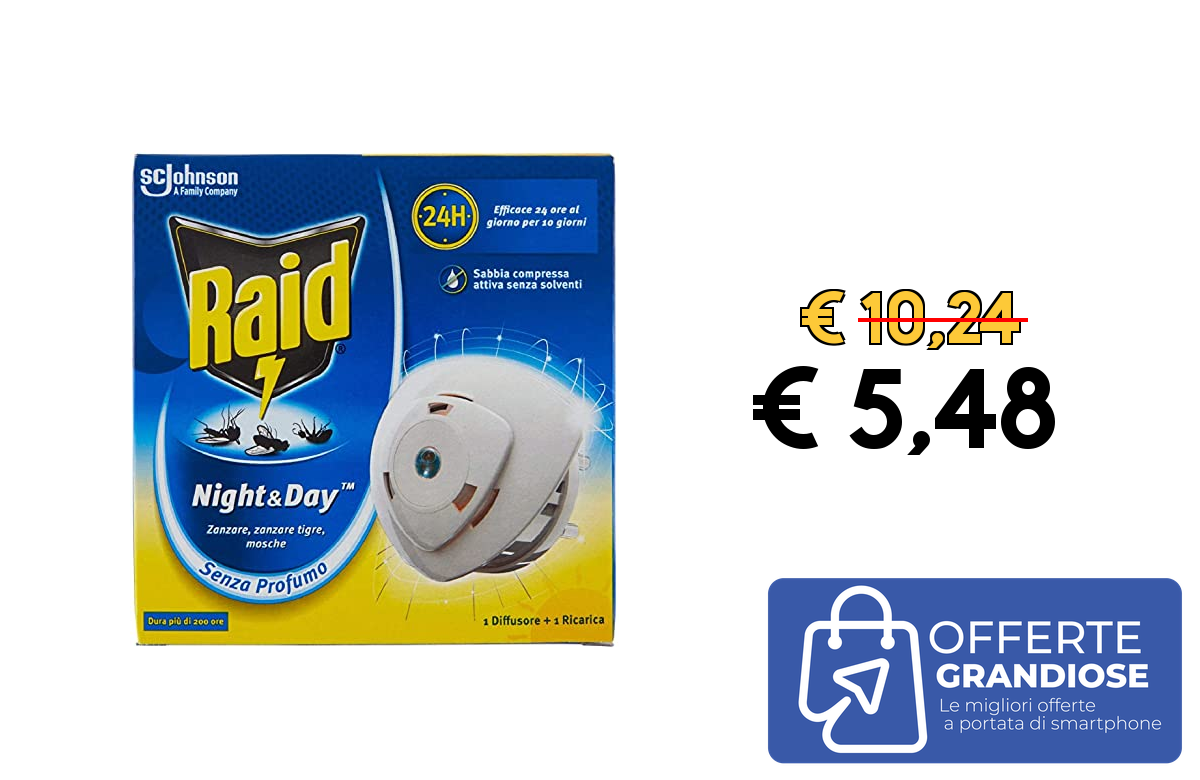 SCJohnson
A Family Company
24H
Efficace 24 ore al
giorno per 10 giorni
Sabbia compressa
attiva senza solventi
Raid®
Night&Day™
Zanzare, zanzare tigre,
mosche
Senza Profumo
Dura più di 200 ore
1 Diffusore + 1 Ricarica
€ 10,24
€ 5,48
OFFERTE
GRANDIOSE
Le migliori offerte
a portata di smartphone